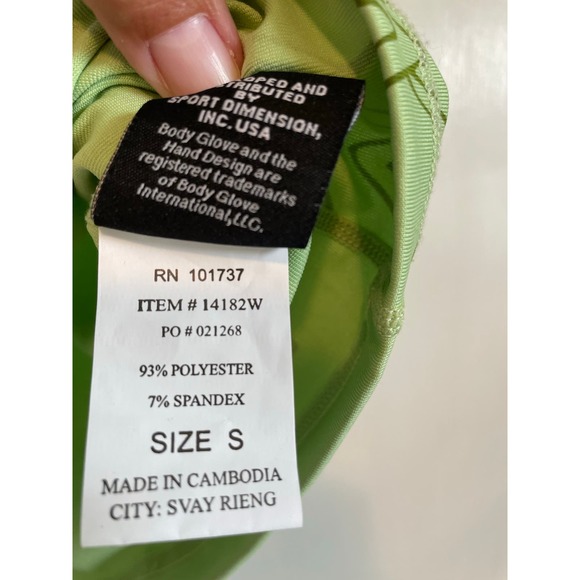 AND
BY
SPORT DIMENSION,
INC. USA
Body Glove and the
Hand Design are
registered trademarks
of Body Glove
International,LLC.
RN 101737
ITEM # 14182W
PO # 021268
93% POLYESTER
7% SPANDEX
SIZE S
MADE IN CAMBODIA
CITY: SVAY RIENG